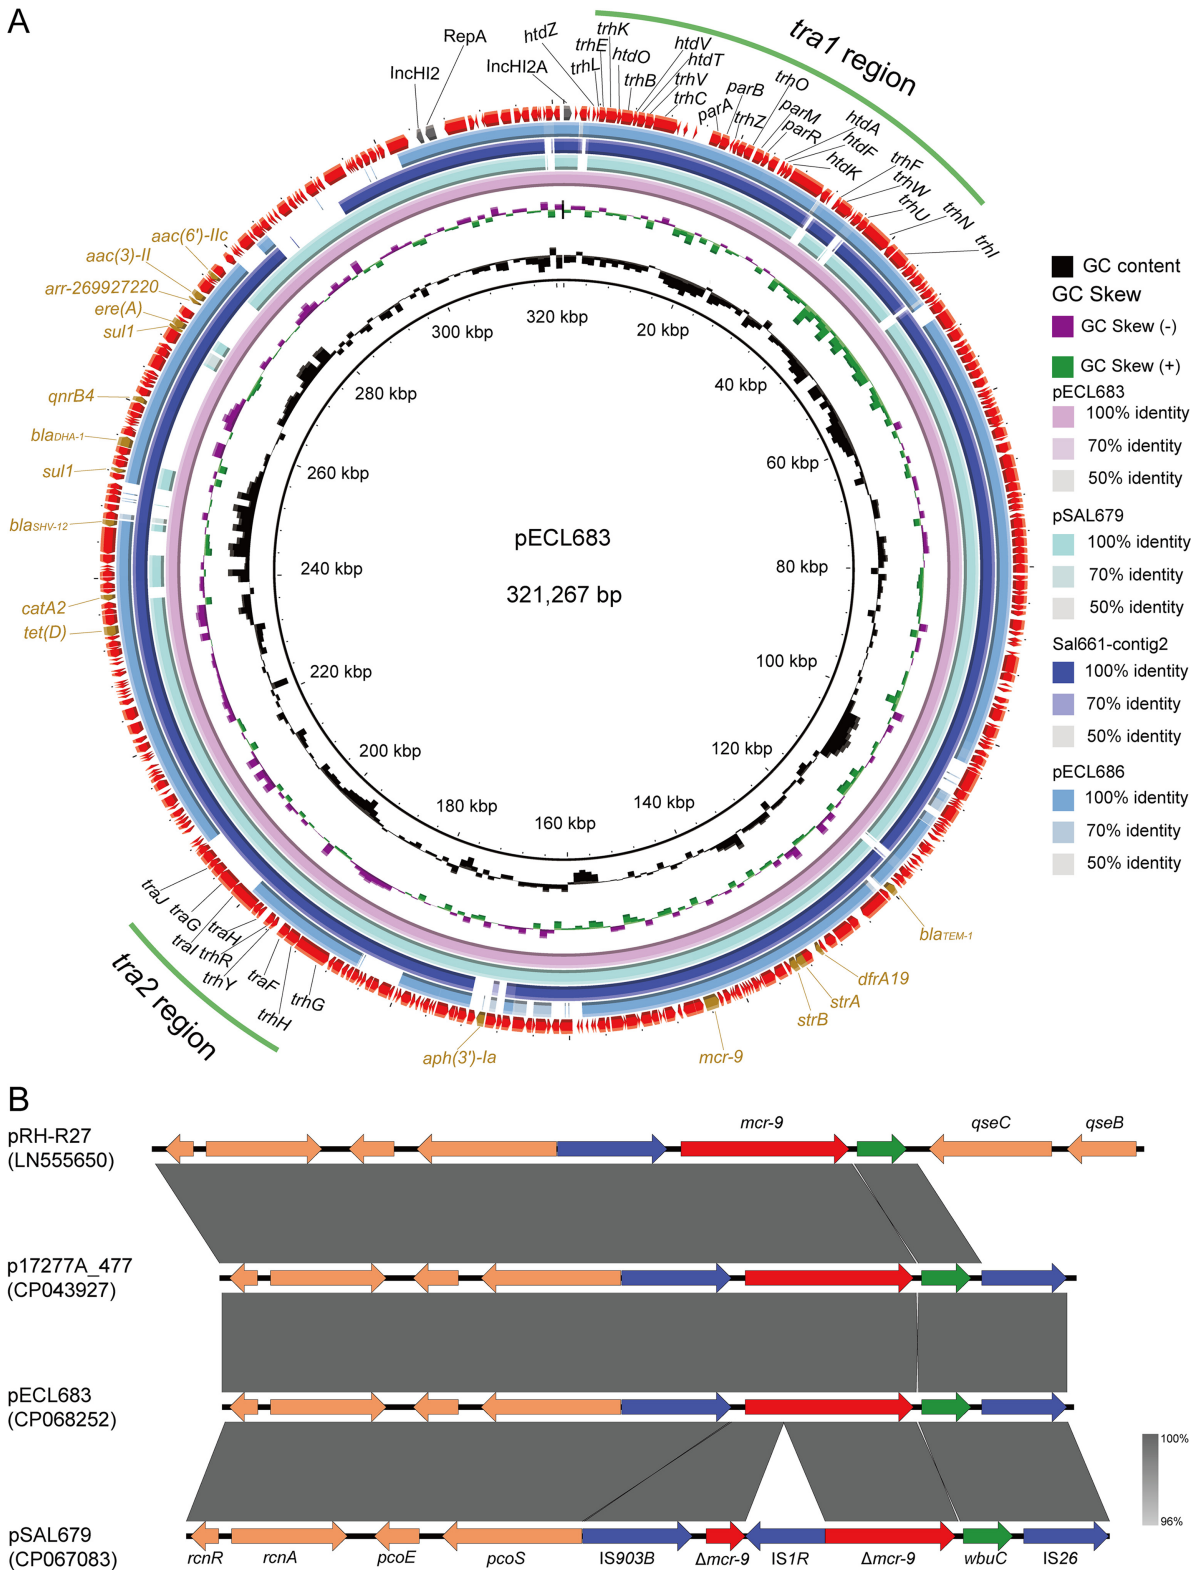 A
tra1 region
htdZ
trhK
trhE
htdO
trhL
trhB
htdV
htdT
trhV
trhC
RepA
IncHI2
IncHI2A
parA
parB
trhZ
trhO
parM
parR
htdA
htdF
htdK
trhF
trhW
trhU
trhN
trhI
aac(6')-IIc
aac(3)-II
arr-269927220
ere(A)
sul1
qnrB4
blaDHA-1
sul1
blaSHV-12
catA2
tet(D)
320 kbp
20 kbp
40 kbp
60 kbp
80 kbp
100 kbp
120 kbp
140 kbp
160 kbp
180 kbp
200 kbp
220 kbp
240 kbp
260 kbp
280 kbp
300 kbp
pECL683
321,267 bp
GC content
GC Skew
GC Skew (-)
GC Skew (+)
pECL683
100% identity
70% identity
50% identity
pSAL679
100% identity
70% identity
50% identity
Sal661-contig2
100% identity
70% identity
50% identity
pECL686
100% identity
70% identity
50% identity
traJ
traG
traI
traH
trhR
trhY
traF
trhH
trhG
tra2 region
aph(3')-Ia
mcr-9
strB
strA
dfrA19
blaTEM-1
B
pRH-R27
(LN555650)
mcr-9
qseC
qseB
p17277A_477
(CP043927)
pECL683
(CP068252)
100%
96%
pSAL679
(CP067083)
rcnR
rcnA
pcoE
pcoS
IS903B
Δmcr-9
IS1R
Δmcr-9
wbuC
IS26